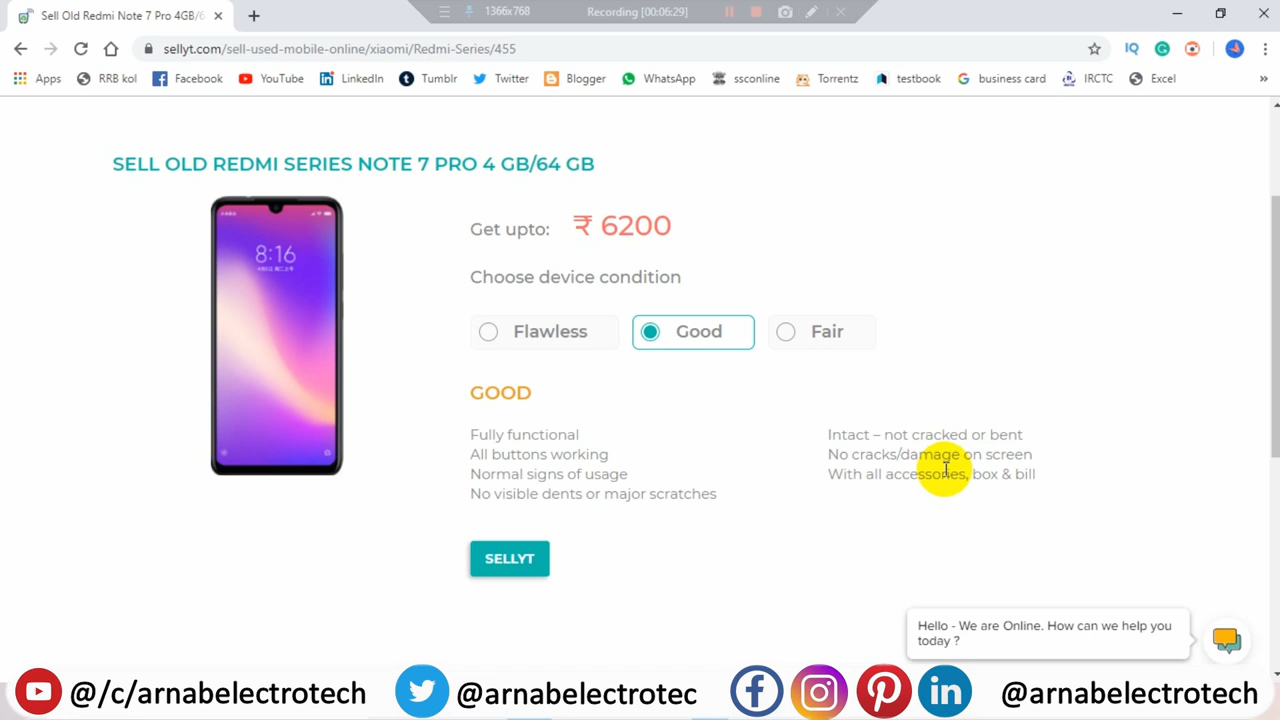 Sell Old Redmi Note 7 Pro 4GB/6
1366x768
Recording [00:06:29]
sellyt.com/sell-used-mobile-online/xiaomi/Redmi-Series/455
IQ
Apps
RRB kol
Facebook
YouTube
LinkedIn
Tumblr
Twitter
Blogger
WhatsApp
ssconline
Torrentz
testbook
business card
IRCTC
Excel
»
SELL OLD REDMI SERIES NOTE 7 PRO 4 GB/64 GB
8:16
Get upto: ₹ 6200
Choose device condition
Flawless
Good
Fair
GOOD
Fully functional
All buttons working
Normal signs of usage
No visible dents or major scratches
Intact – not cracked or bent
No cracks/damage on screen
With all accessories, box & bill
SELLYT
Hello - We are Online. How can we help you
today ?
@/c/arnabelectrotech
@arnabelectrotec
@arnabelectrotech